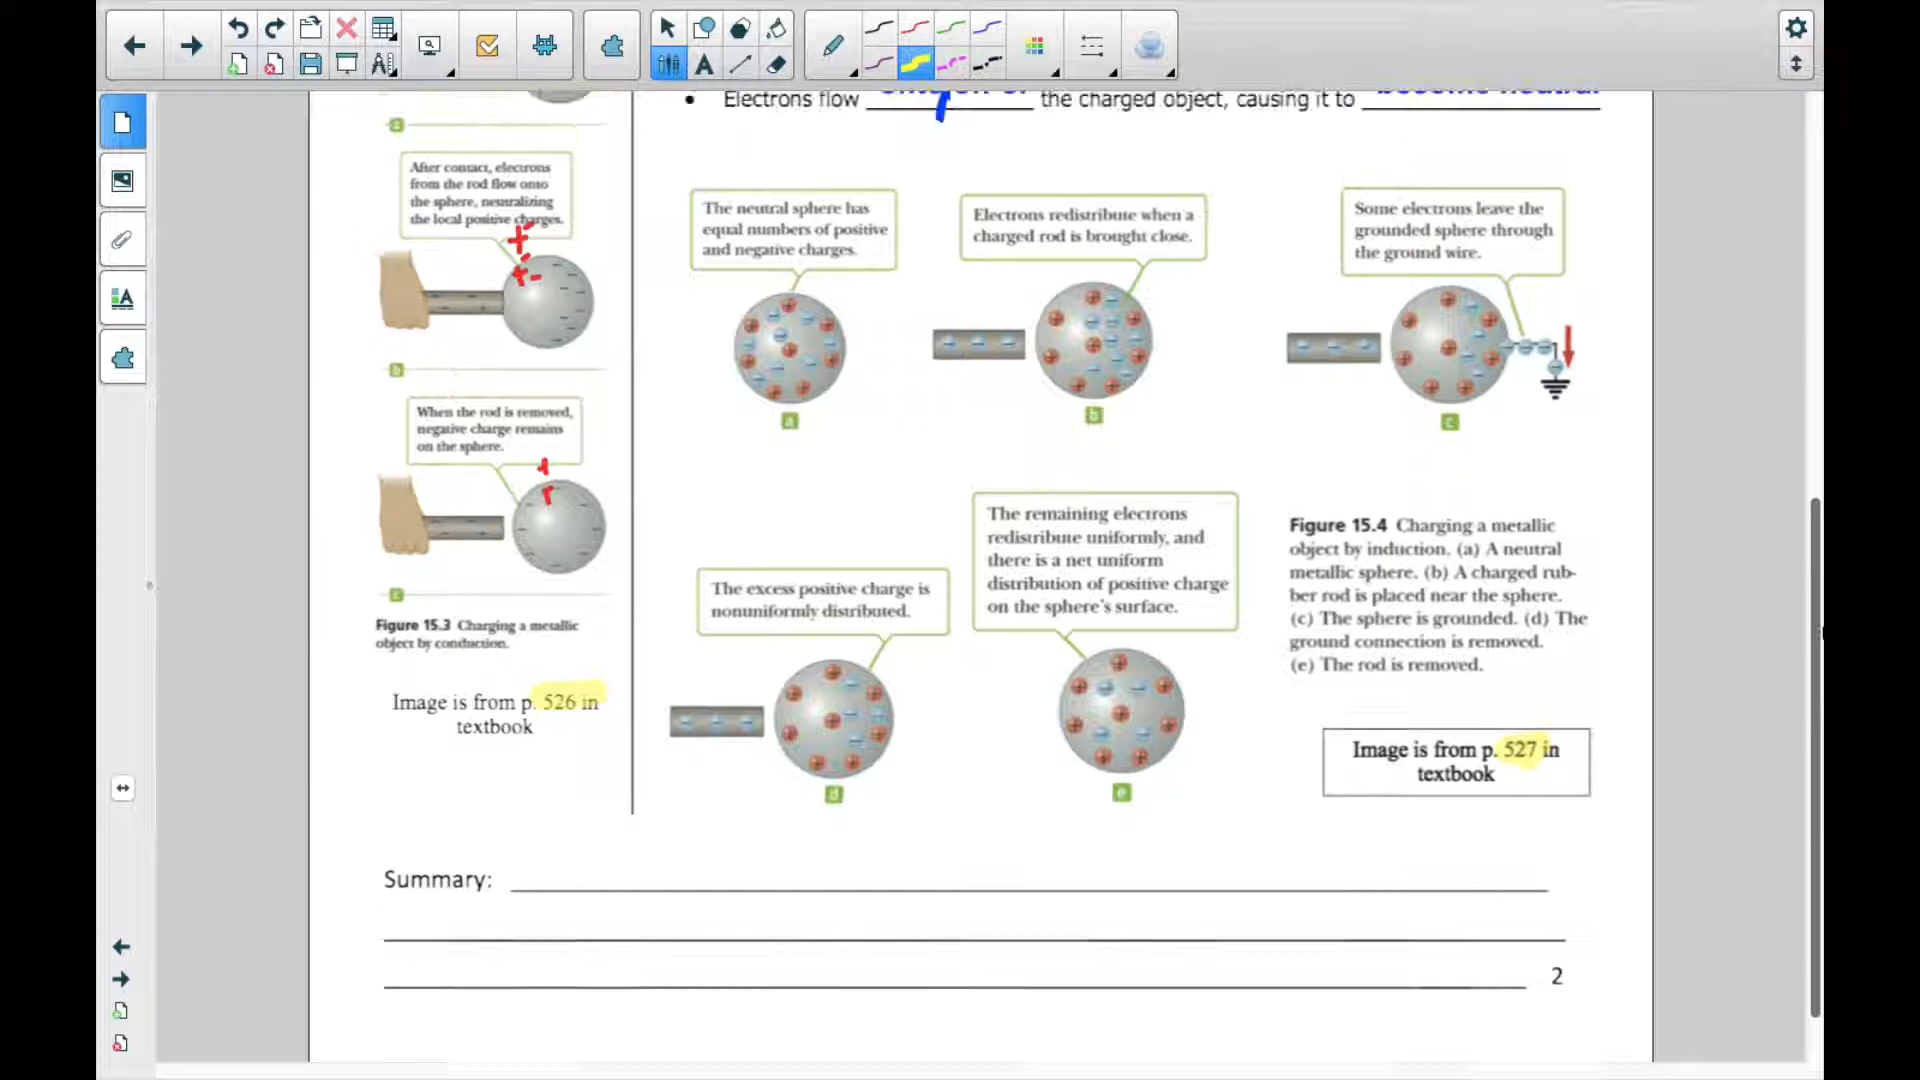 • Electrons flow the charged object, causing it to
a
After contact, electrons
from the rod flow onto
the sphere, neutralizing
the local positive charges.
b
When the rod is removed,
negative charge remains
on the sphere.
c
Figure 15.3 Charging a metallic
object by conduction.
Image is from p. 526 in
textbook
The neutral sphere has
equal numbers of positive
and negative charges.
a
Electrons redistribute when a
charged rod is brought close.
b
Some electrons leave the
grounded sphere through
the ground wire.
c
The excess positive charge is
nonuniformly distributed.
d
The remaining electrons
redistribute uniformly, and
there is a net uniform
distribution of positive charge
on the sphere's surface.
e
Figure 15.4 Charging a metallic
object by induction. (a) A neutral
metallic sphere. (b) A charged rub-
ber rod is placed near the sphere.
(c) The sphere is grounded. (d) The
ground connection is removed.
(e) The rod is removed.
Image is from p. 527 in
textbook
Summary:
2